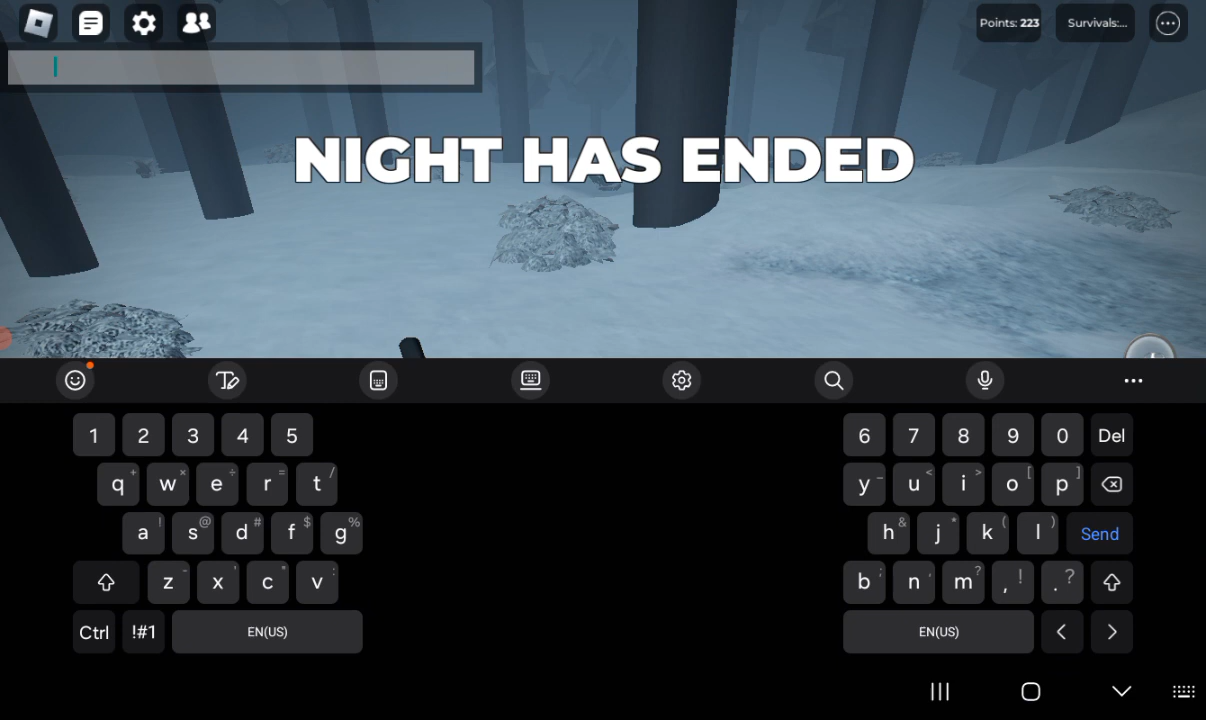 Points: 223
Survivals:...
NIGHT HAS ENDED
1 2 3 4 5 6 7 8 9 0 Del
q + w × e ÷ r = t / y _ u < i > o [ p ]
a ! s @ d # f $ g % h & j * k ( l ) Send
z - x ' c " v : b ; n , m ? , ! . ?
Ctrl !#1 EN(US) EN(US) < >